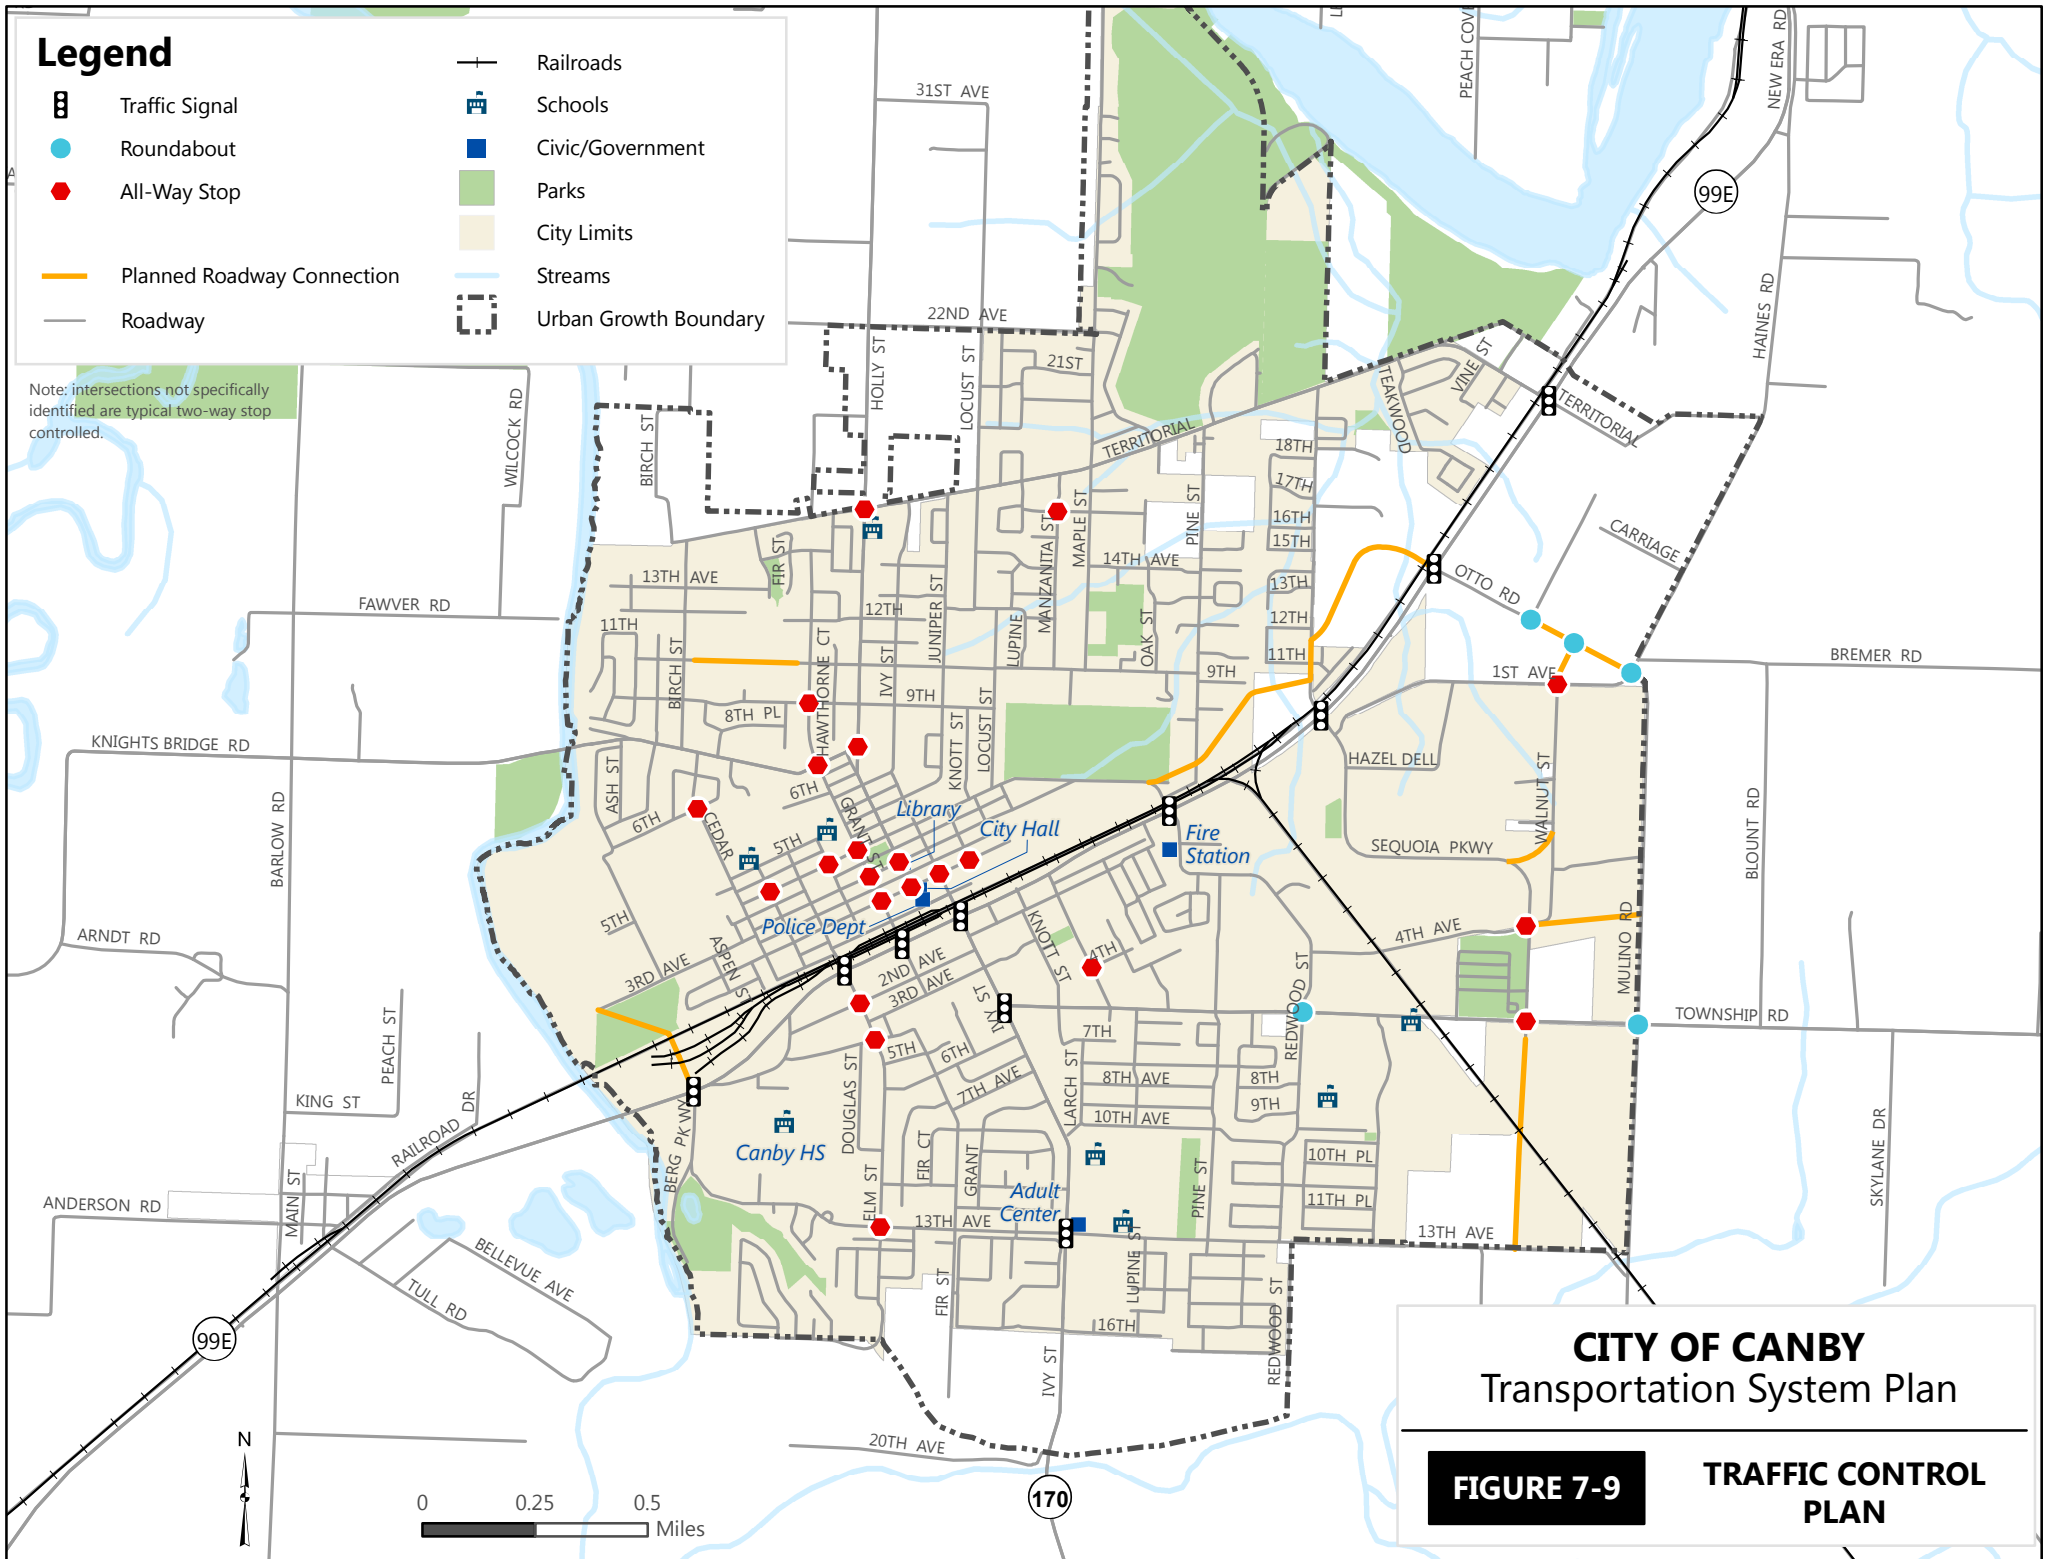 Legend
Traffic Signal
Roundabout
All-Way Stop
Planned Roadway Connection
Roadway
Railroads
Schools
Civic/Government
Parks
City Limits
Streams
Urban Growth Boundary
Note: intersections not specifically
identified are typical two-way stop
controlled.
31ST AVE
PEACH COV
NEW ERA RD
99E
HAINES RD
22ND AVE
HOLLY ST
LOCUST ST
21ST
TERRITORIAL
TEAKWOOD
VINE ST
TERRITORIAL
WILCOCK RD
BIRCH ST
18TH
17TH
16TH
15TH
13TH
12TH
11TH
PINE ST
MAPLE ST
MANZANITA ST
14TH AVE
OAK ST
LUPINE
JUNIPER ST
IVY ST
12TH
FIR ST
13TH AVE
11TH
BIRCH ST
HAWTHORNE CT
CARRIAGE
OTTO RD
1ST AVE
BREMER RD
FAWVER RD
9TH
9TH
8TH PL
KNOTT ST
LOCUST ST
KNIGHTS BRIDGE RD
ASH ST
6TH
CEDAR
6TH
GRANT ST
5TH
Library
City Hall
Police Dept
Fire
Station
HAZEL DELL
SEQUOIA PKWY
WALNUT ST
BLOUNT RD
BARLOW RD
ARNDT RD
5TH
3RD AVE
ASPEN ST
2ND AVE
3RD AVE
IVY ST
KNOTT ST
4TH
4TH AVE
REDWOOD ST
MULINO RD
TOWNSHIP RD
PEACH ST
KING ST
RAILROAD DR
MAIN ST
ANDERSON RD
BELLEVUE AVE
TULL RD
99E
BERG PKWY
Canby HS
DOUGLAS ST
5TH
6TH
7TH AVE
7TH
8TH AVE
10TH AVE
LARCH ST
8TH
9TH
10TH PL
11TH PL
13TH AVE
SKYLANE DR
FIR CT
GRANT
ELM ST
13TH AVE
Adult
Center
PINE ST
LUPINE ST
FIR ST
16TH
IVY ST
REDWOOD ST
20TH AVE
170
N
0 0.25 0.5
Miles
CITY OF CANBY
Transportation System Plan
FIGURE 7-9
TRAFFIC CONTROL
PLAN